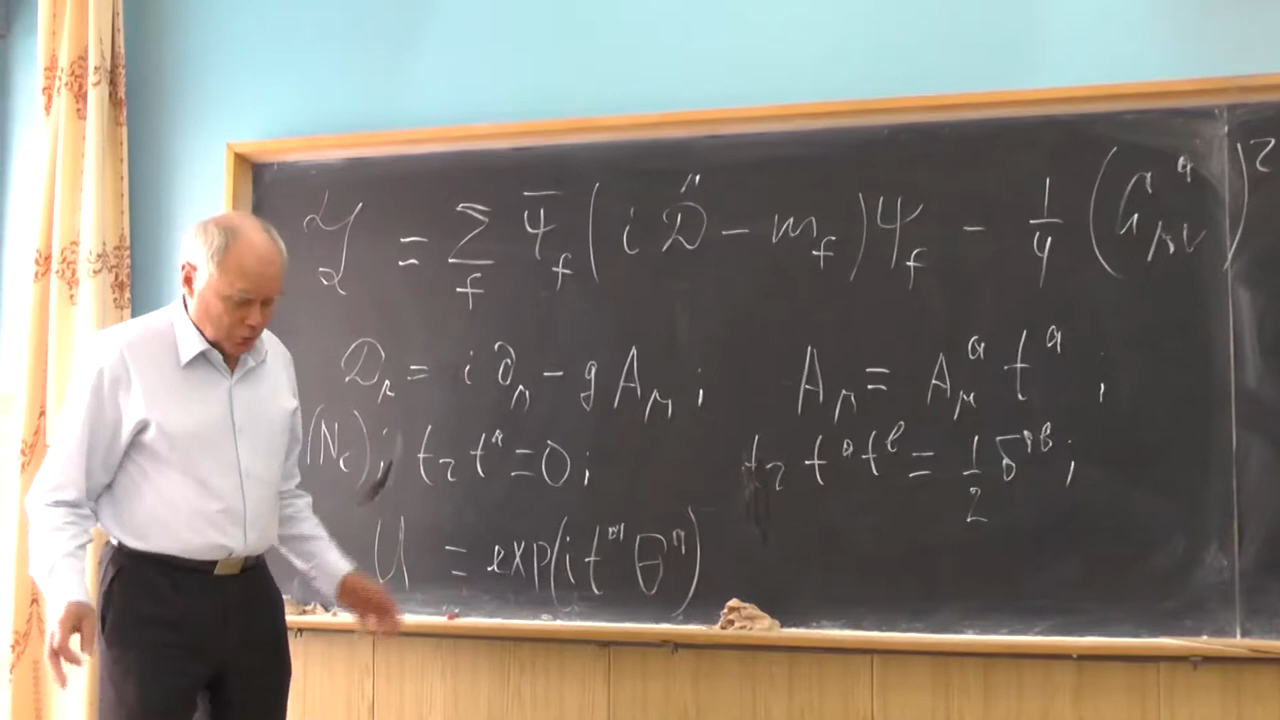 ℒ = Σ_f ψ̄_f (i D̂ - m_f) ψ_f - 1/4 (G^a_μν)^2
D_μ = i ∂_μ - g A_μ ; A_μ = A^a_μ t^a ;
(N_c) ; tr t^a = 0 ; tr t^a t^b = 1/2 δ^ab ;
U = exp(i t^a θ^a)